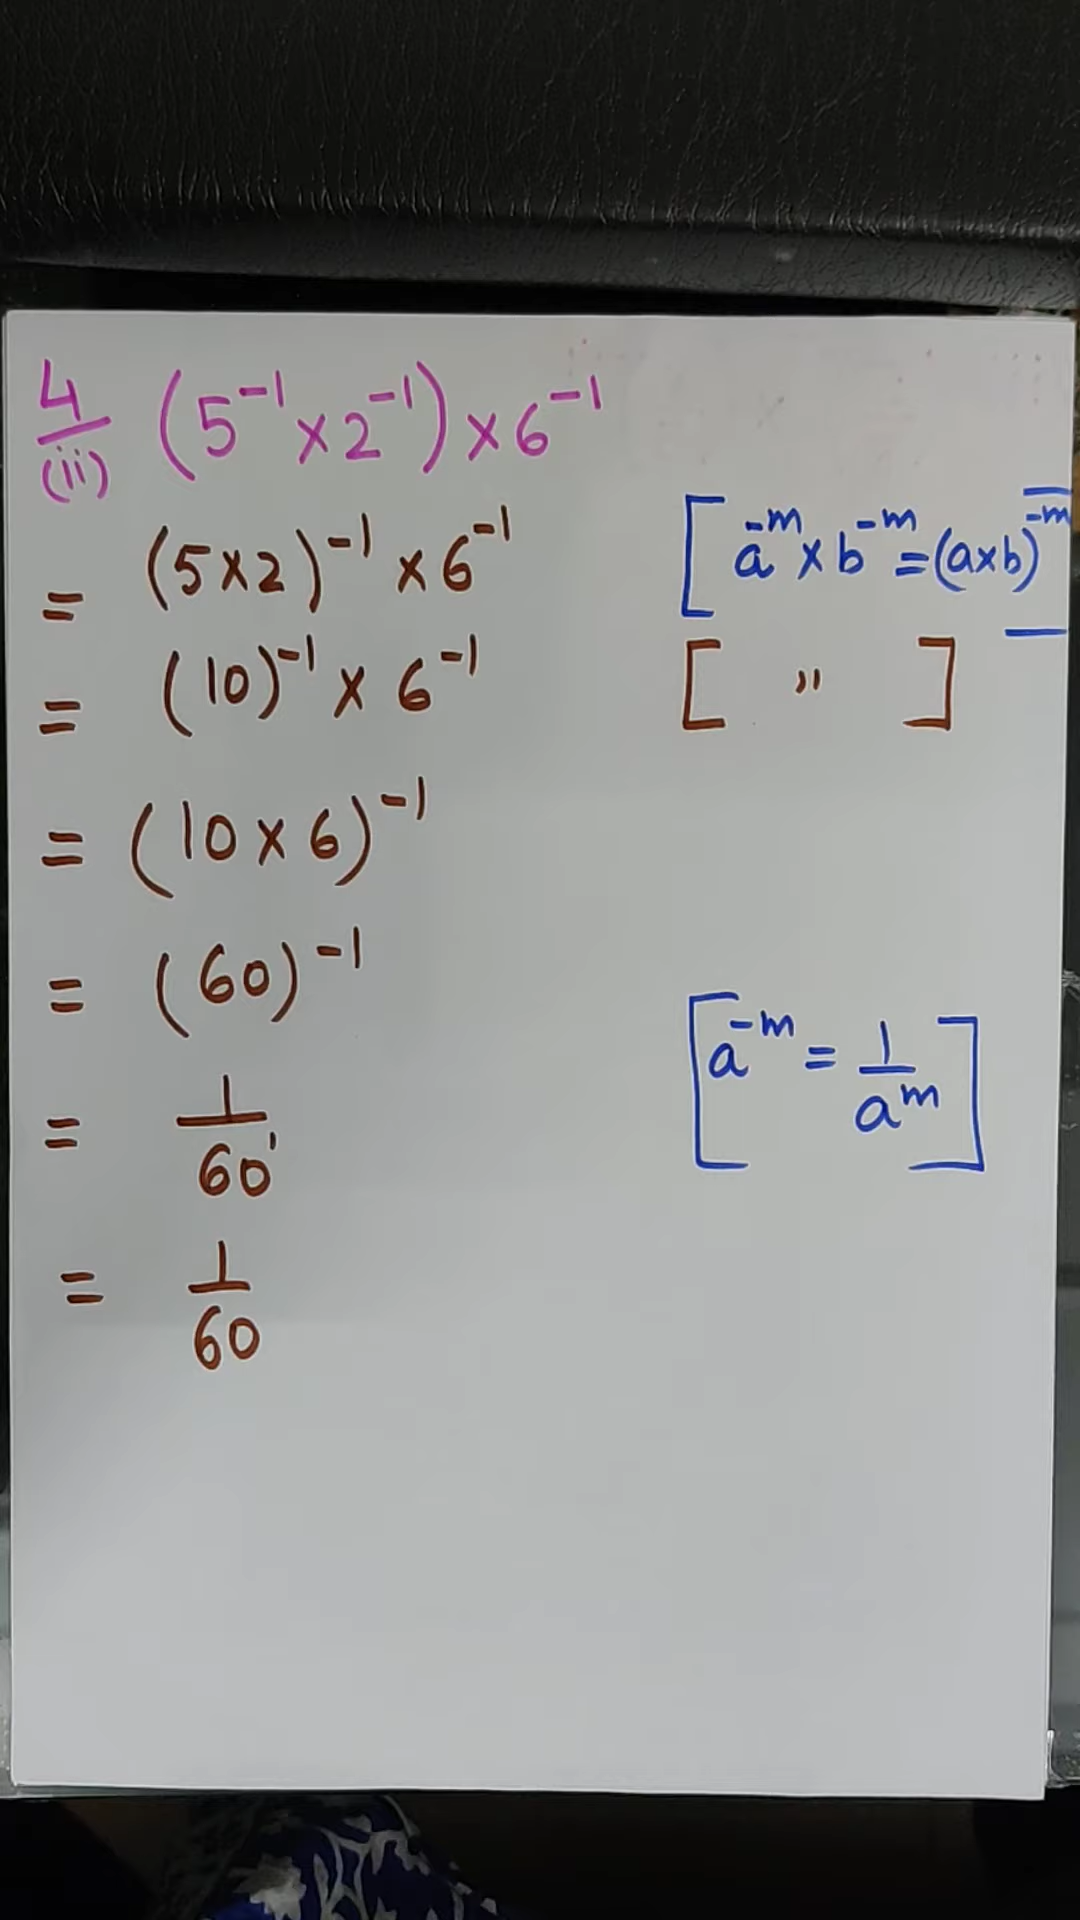 4/(ii) (5⁻¹ × 2⁻¹) × 6⁻¹
= (5×2)⁻¹ × 6⁻¹ [a⁻ᵐ × b⁻ᵐ = (a×b)⁻ᵐ]
= (10)⁻¹ × 6⁻¹ [ " ]
= (10 × 6)⁻¹
= (60)⁻¹
= 1/60¹ [a⁻ᵐ = 1/aᵐ]
= 1/60